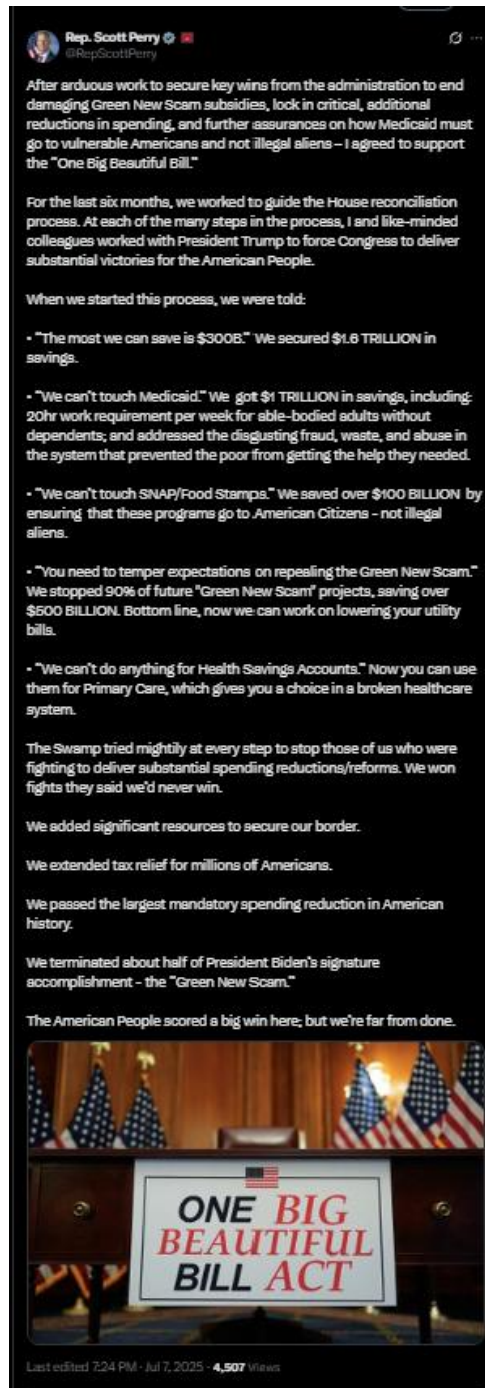 Rep. Scott Perry
@RepScottPerry
After arduous work to secure key wins from the administration to end
damaging Green New Scam subsidies, lock in critical, additional
reductions in spending, and further assurances on how Medicaid must
go to vulnerable Americans and not illegal aliens – I agreed to support
the "One Big Beautiful Bill."
For the last six months, we worked to guide the House reconciliation
process. At each of the many steps in the process, I and like-minded
colleagues worked with President Trump to force Congress to deliver
substantial victories for the American People.
When we started this process, we were told:
• "The most we can save is $300B." We secured $1.6 TRILLION in
savings.
• "We can't touch Medicaid." We got $1 TRILLION in savings, including:
20hr work requirement per week for able-bodied adults without
dependents; and addressed the disgusting fraud, waste, and abuse in
the system that prevented the poor from getting the help they needed.
• "We can't touch SNAP/Food Stamps." We saved over $100 BILLION by
ensuring that these programs go to American Citizens - not illegal
aliens.
• "You need to temper expectations on repealing the Green New Scam."
We stopped 90% of future "Green New Scam" projects, saving over
$500 BILLION. Bottom line, now we can work on lowering your utility
bills.
• "We can't do anything for Health Savings Accounts." Now you can use
them for Primary Care, which gives you a choice in a broken healthcare
system.
The Swamp tried mightily at every step to stop those of us who were
fighting to deliver substantial spending reductions/reforms. We won
fights they said we'd never win.
We added significant resources to secure our border.
We extended tax relief for millions of Americans.
We passed the largest mandatory spending reduction in American
history.
We terminated about half of President Biden's signature
accomplishment - the "Green New Scam."
The American People scored a big win here; but we're far from done.
ONE BIG
BEAUTIFUL
BILL ACT
Last edited 7:24 PM · Jul 7, 2025 · 4,507 Views